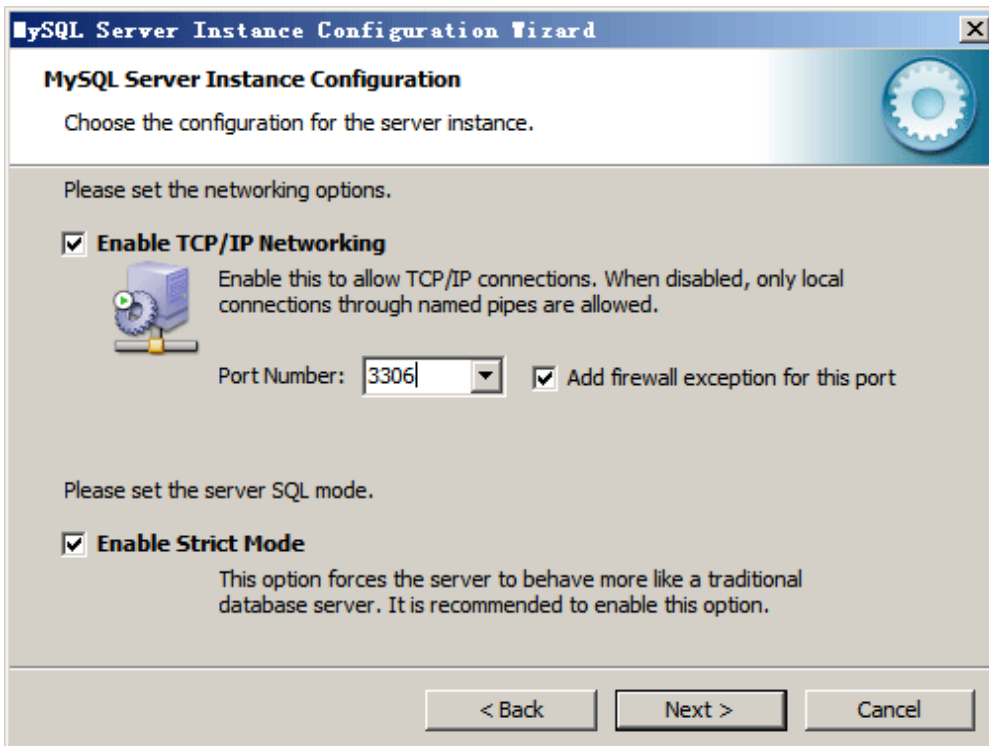 MySQL Server Instance Configuration Wizard
MySQL Server Instance Configuration
Choose the configuration for the server instance.
Please set the networking options.
Enable TCP/IP Networking
Enable this to allow TCP/IP connections. When disabled, only local
connections through named pipes are allowed.
Port Number: 3306 Add firewall exception for this port
Please set the server SQL mode.
Enable Strict Mode
This option forces the server to behave more like a traditional
database server. It is recommended to enable this option.
< Back Next > Cancel